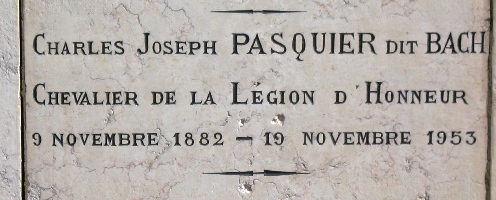 Charles Joseph PASQUIER dit BACH
Chevalier de la Légion d'Honneur
9 novembre 1882 – 19 novembre 1953